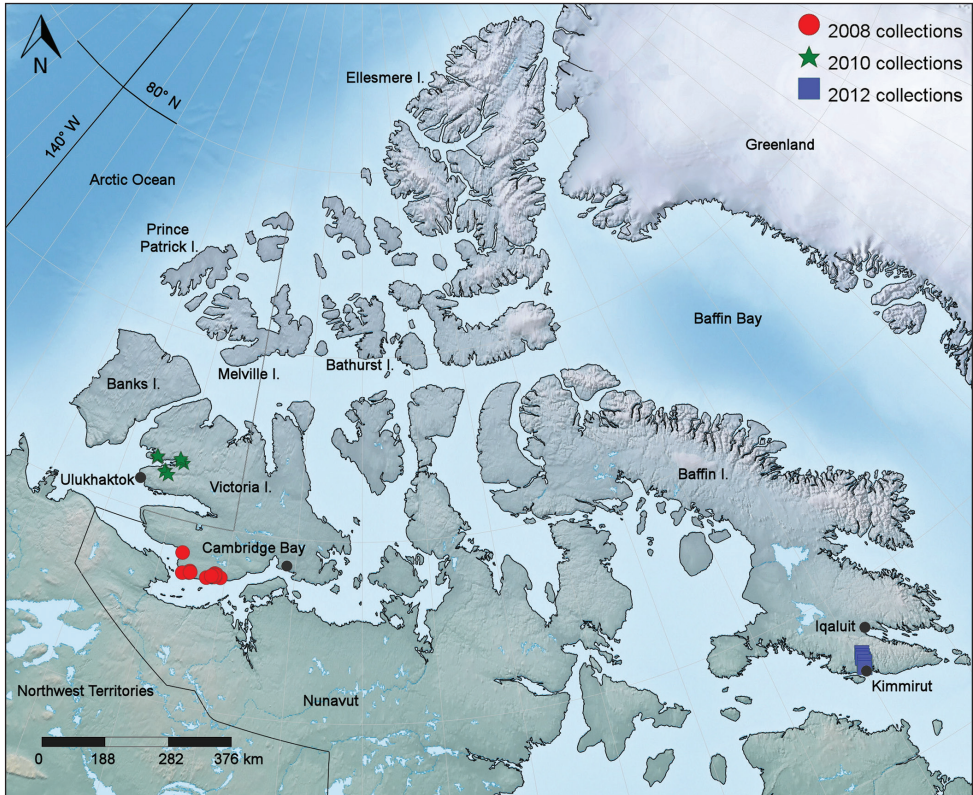 2008 collections
2010 collections
2012 collections
N
80° N
140° W
Ellesmere I.
Greenland
Arctic Ocean
Prince
Patrick I.
Baffin Bay
Banks I.
Melville I.
Bathurst I.
Ulukhaktok
Victoria I.
Baffin I.
Cambridge Bay
Iqaluit
Kimmirut
Northwest Territories
Nunavut
0 188 282 376 km